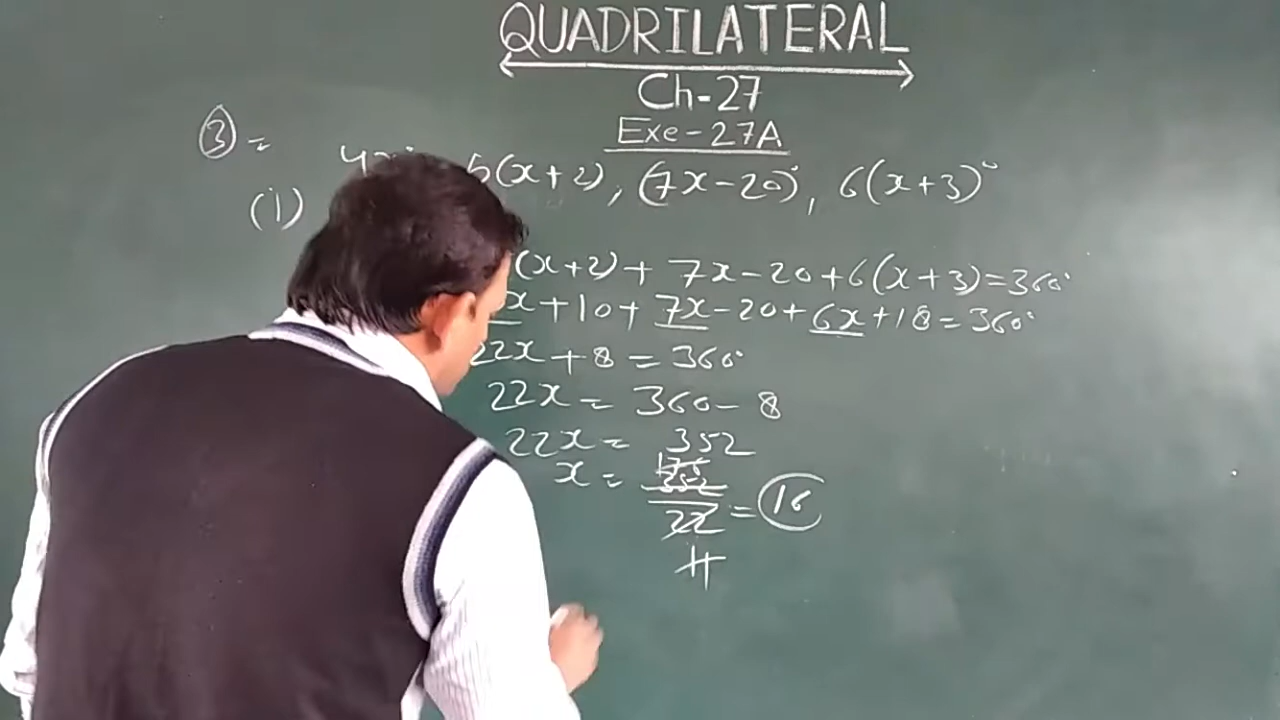 QUADRILATERAL
Ch-27
Exe-27A
③ =
(i) 5(x+2), (7x-20)°, 6(x+3)°
(x+2)+ 7x-20+6(x+3)=360°
x+10+7x-20+6x+18=360°
22x+8=360°
22x=360-8
22x= 352
x= 352/22 = 16